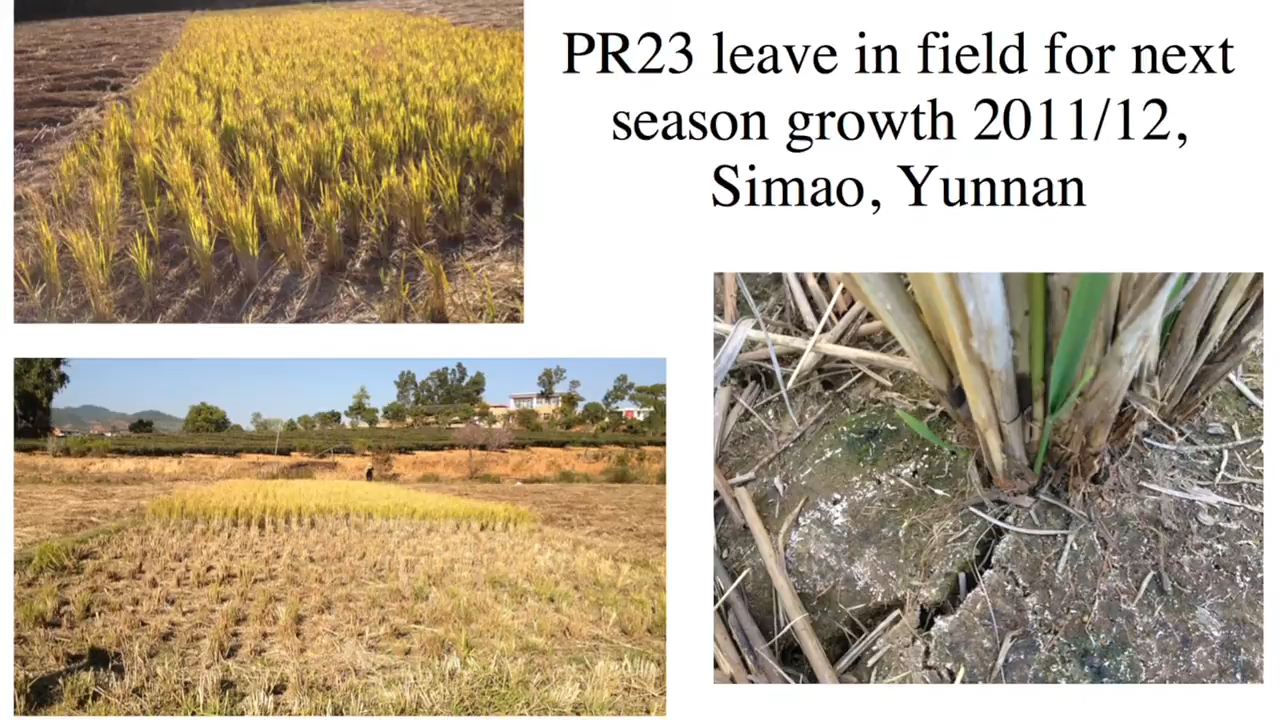 PR23 leave in field for next
season growth 2011/12,
Simao, Yunnan